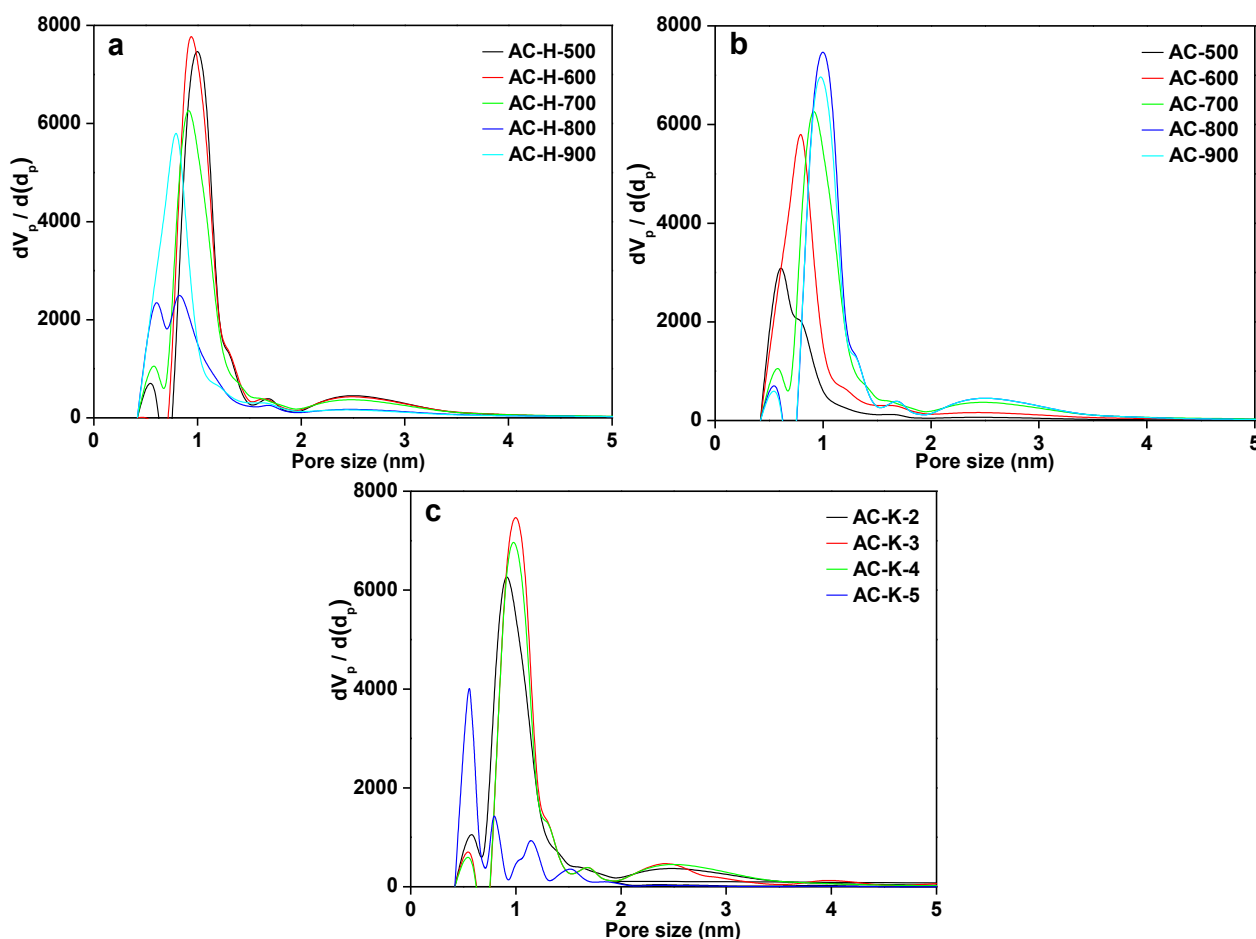 a
AC-H-500
AC-H-600
AC-H-700
AC-H-800
AC-H-900
8000
6000
4000
2000
0
dVp / d(dp)
0 1 2 3 4 5
Pore size (nm)
b
AC-500
AC-600
AC-700
AC-800
AC-900
8000
6000
4000
2000
0
dVp / d(dp)
0 1 2 3 4 5
Pore size (nm)
c
AC-K-2
AC-K-3
AC-K-4
AC-K-5
8000
6000
4000
2000
0
dVp / d(dp)
0 1 2 3 4 5
Pore size (nm)